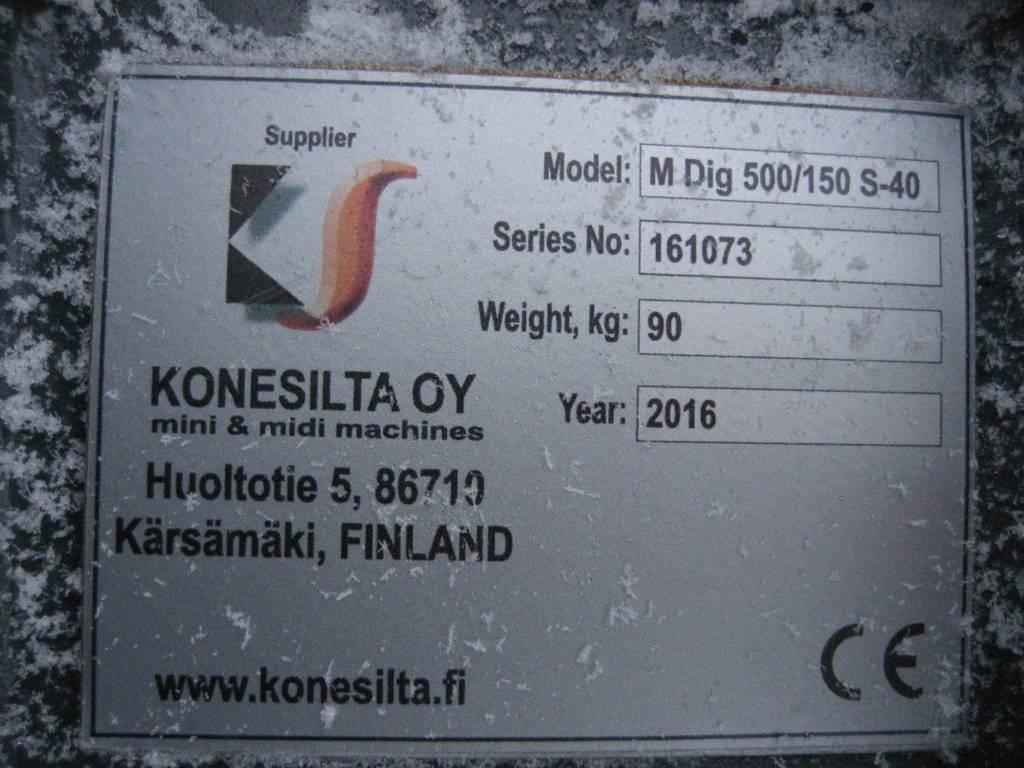 Supplier
KS
KONESILTA OY
mini & midi machines
Huoltotie 5, 86710
Kärsämäki, FINLAND
www.konesilta.fi
Model: M Dig 500/150 S-40
Series No: 161073
Weight, kg: 90
Year: 2016
CE